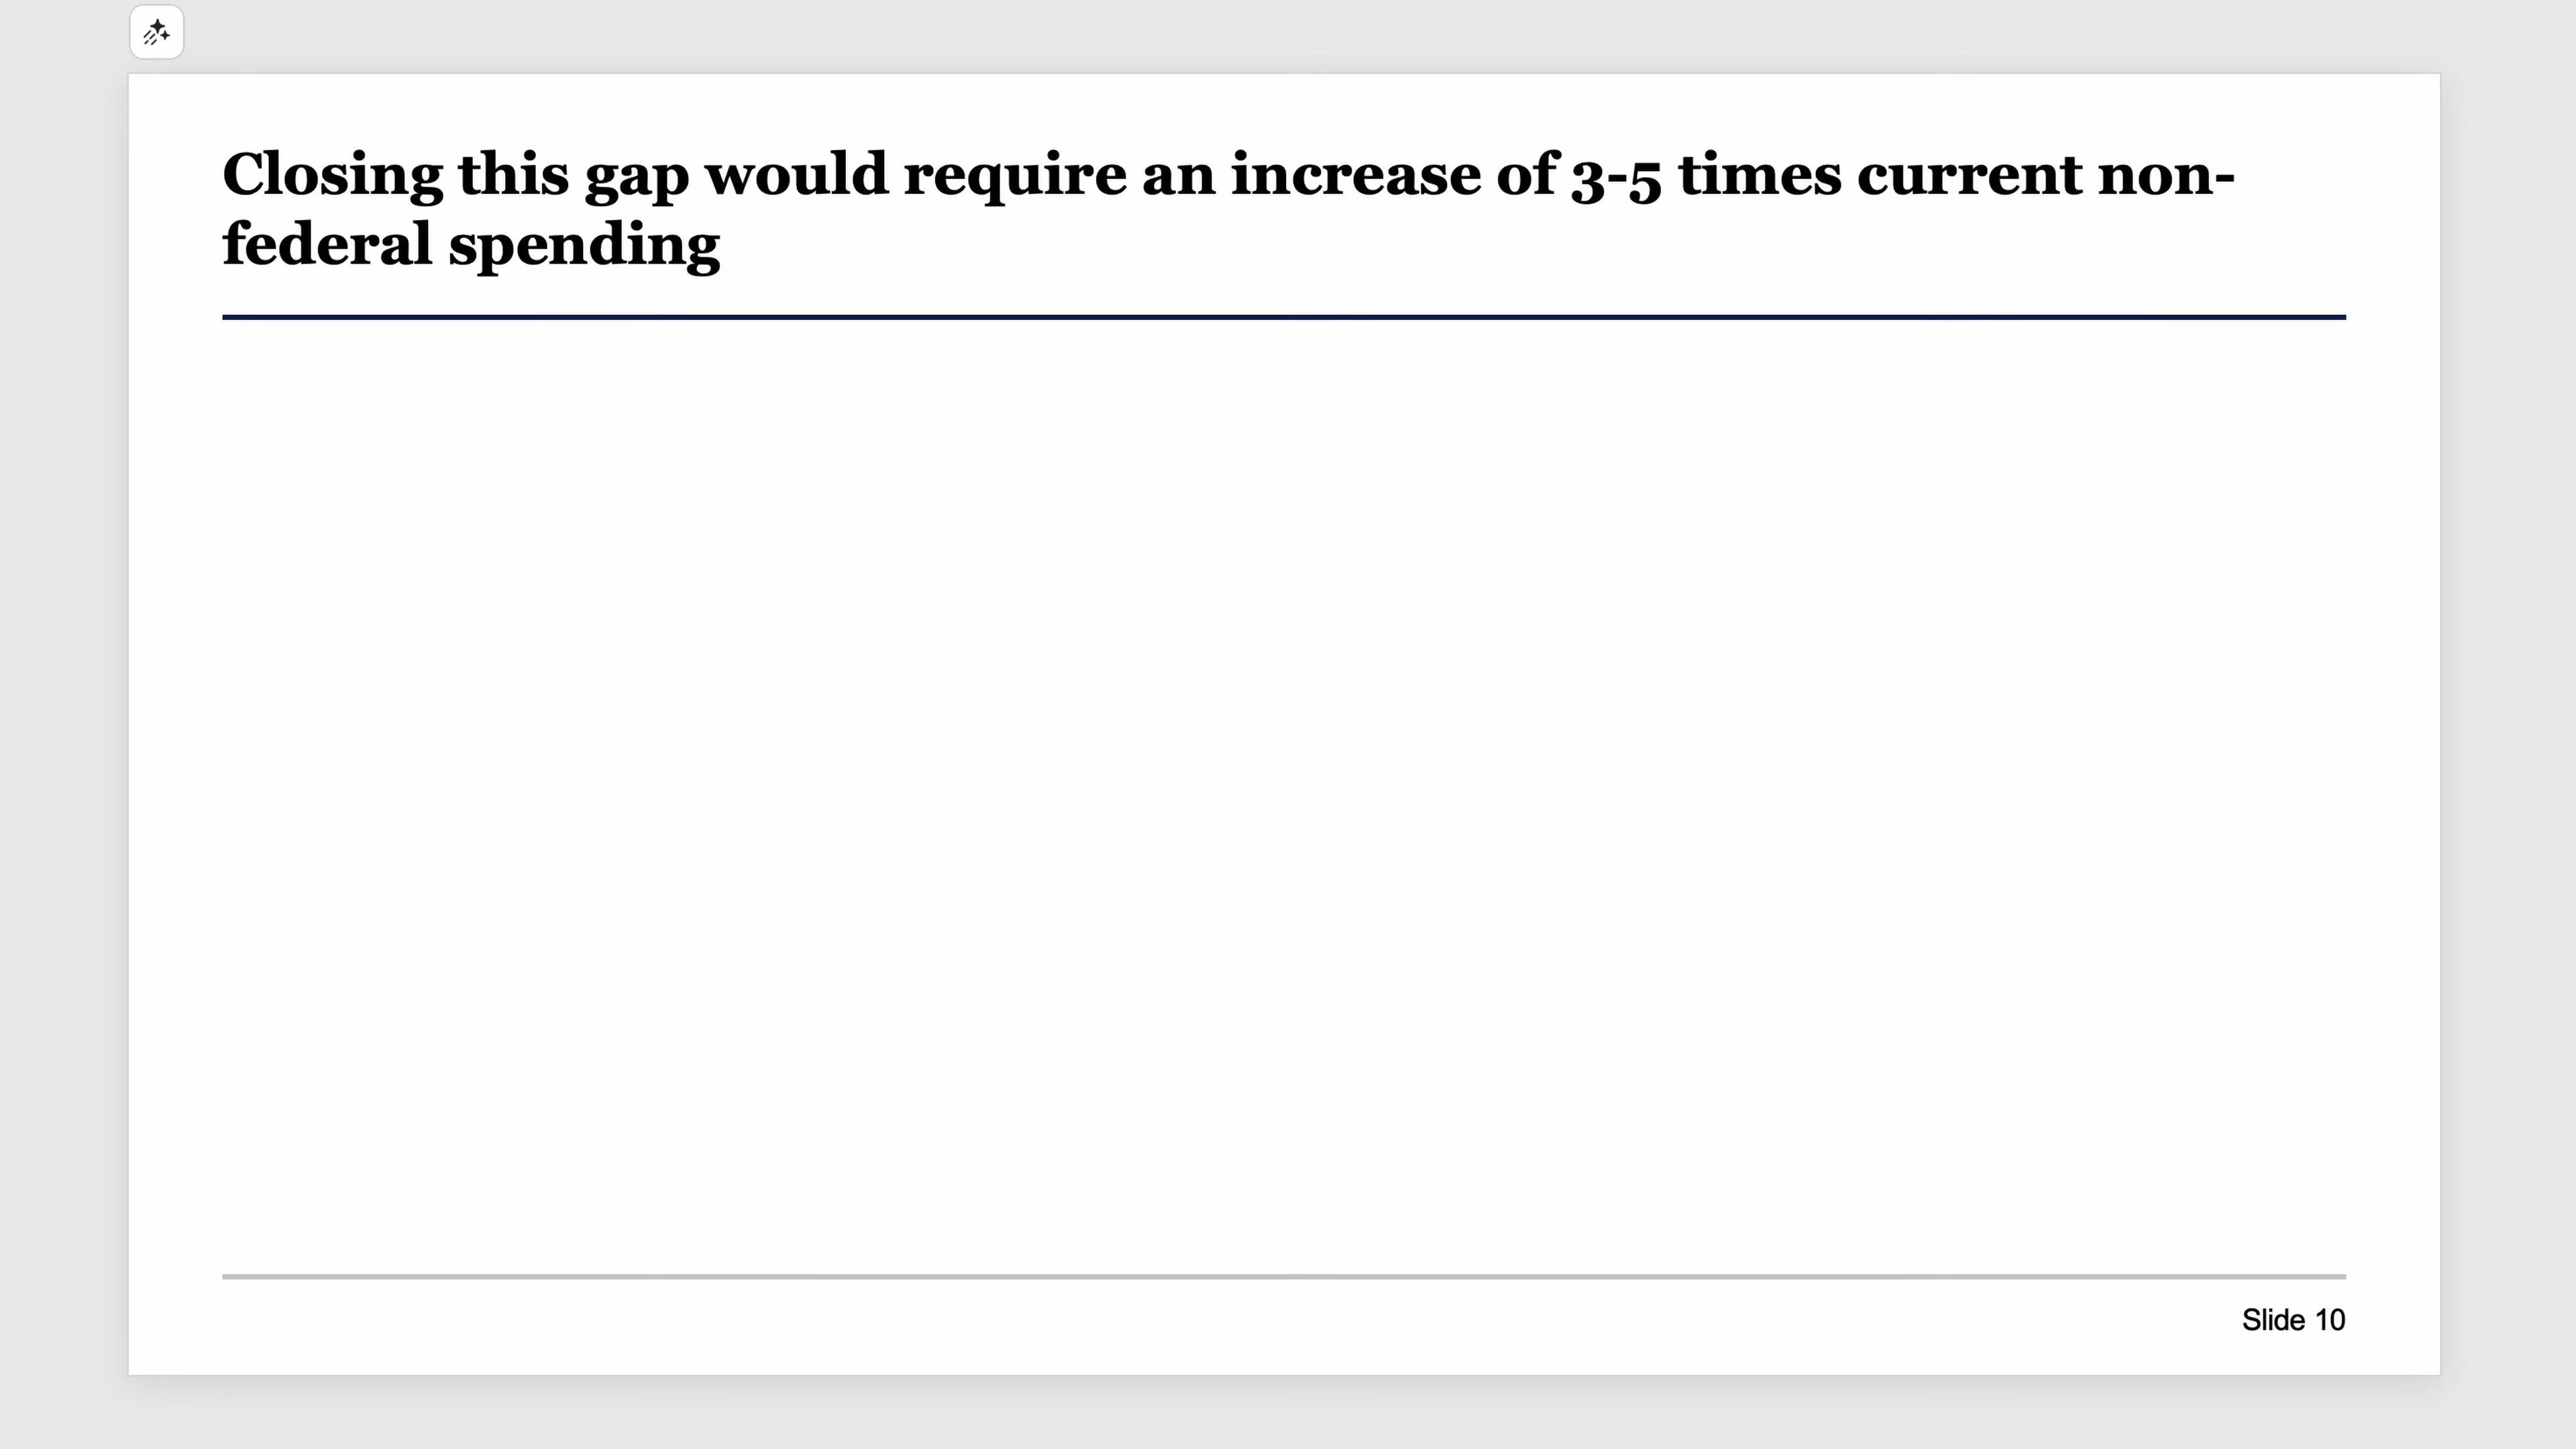 Closing this gap would require an increase of 3-5 times current non-
federal spending
Slide 10